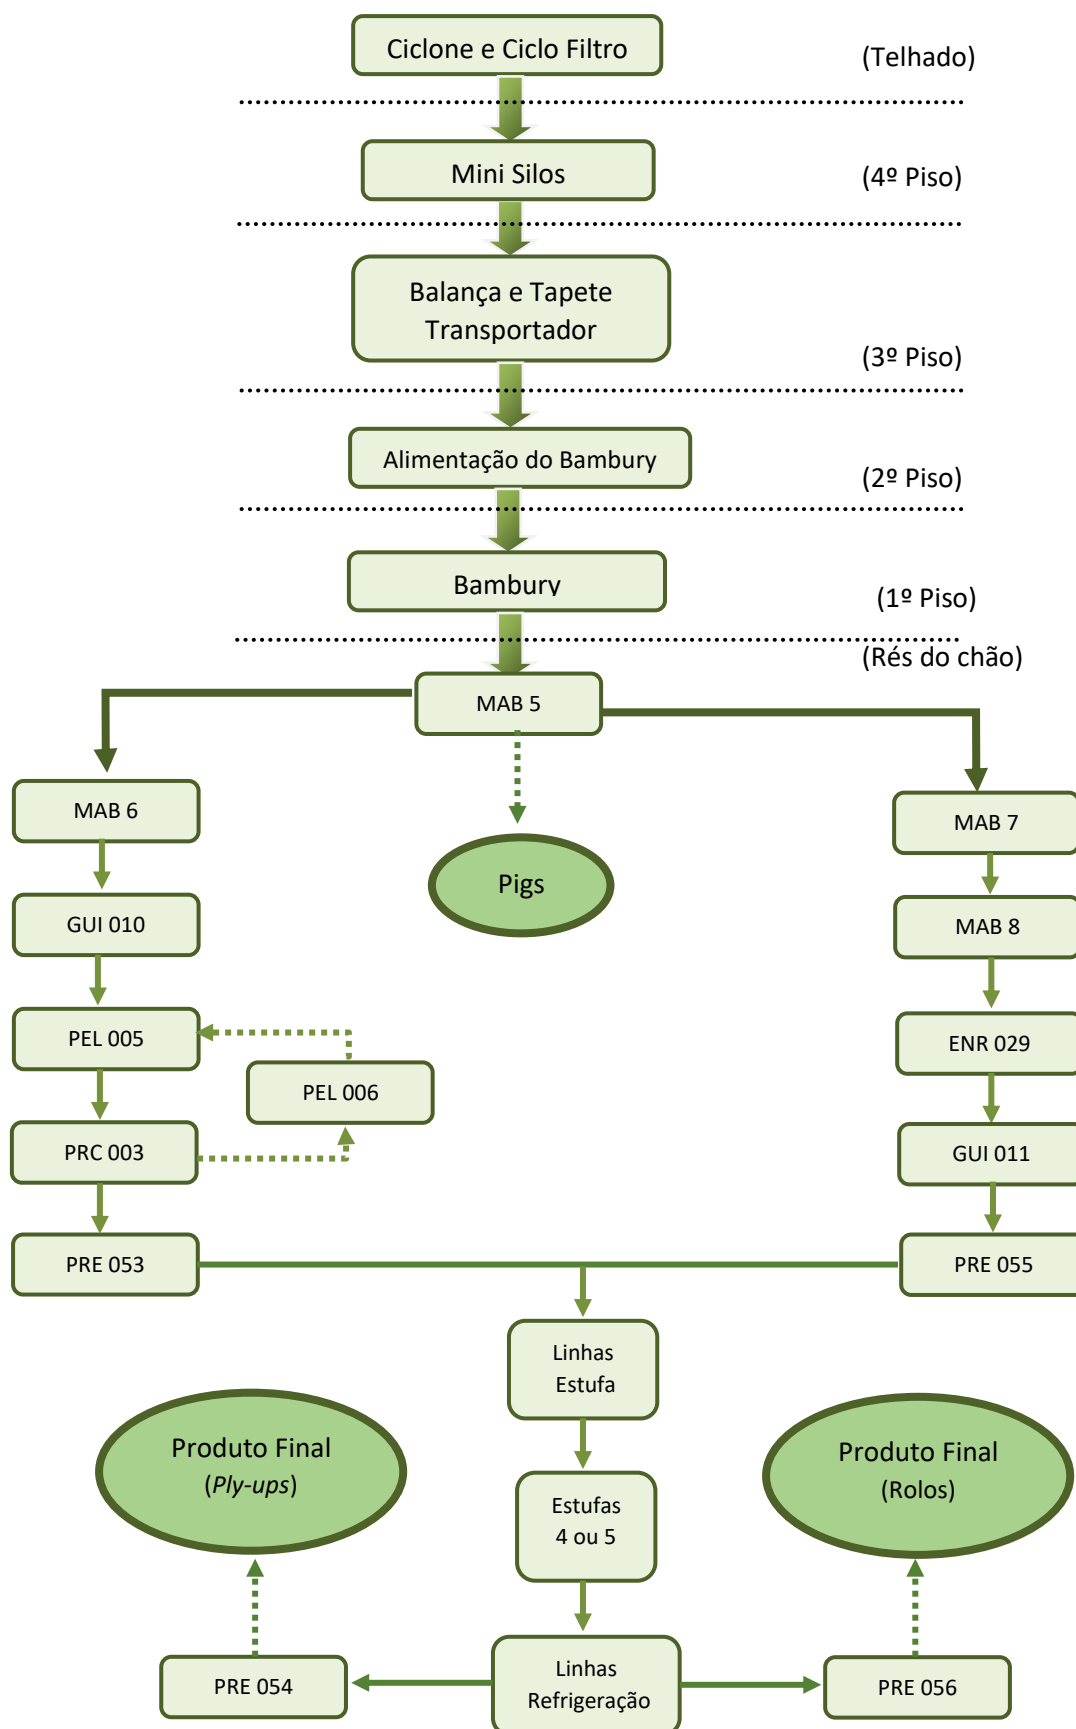 Ciclone e Ciclo Filtro
(Telhado)
Mini Silos
(4º Piso)
Balança e Tapete
Transportador
(3º Piso)
Alimentação do Bambury
(2º Piso)
Bambury
(1º Piso)
(Rés do chão)
MAB 5
MAB 6
MAB 7
Pigs
GUI 010
MAB 8
PEL 005
ENR 029
PEL 006
PRC 003
GUI 011
PRE 053
PRE 055
Linhas
Estufa
Produto Final
(Ply-ups)
Produto Final
(Rolos)
Estufas
4 ou 5
PRE 054
Linhas
Refrigeração
PRE 056